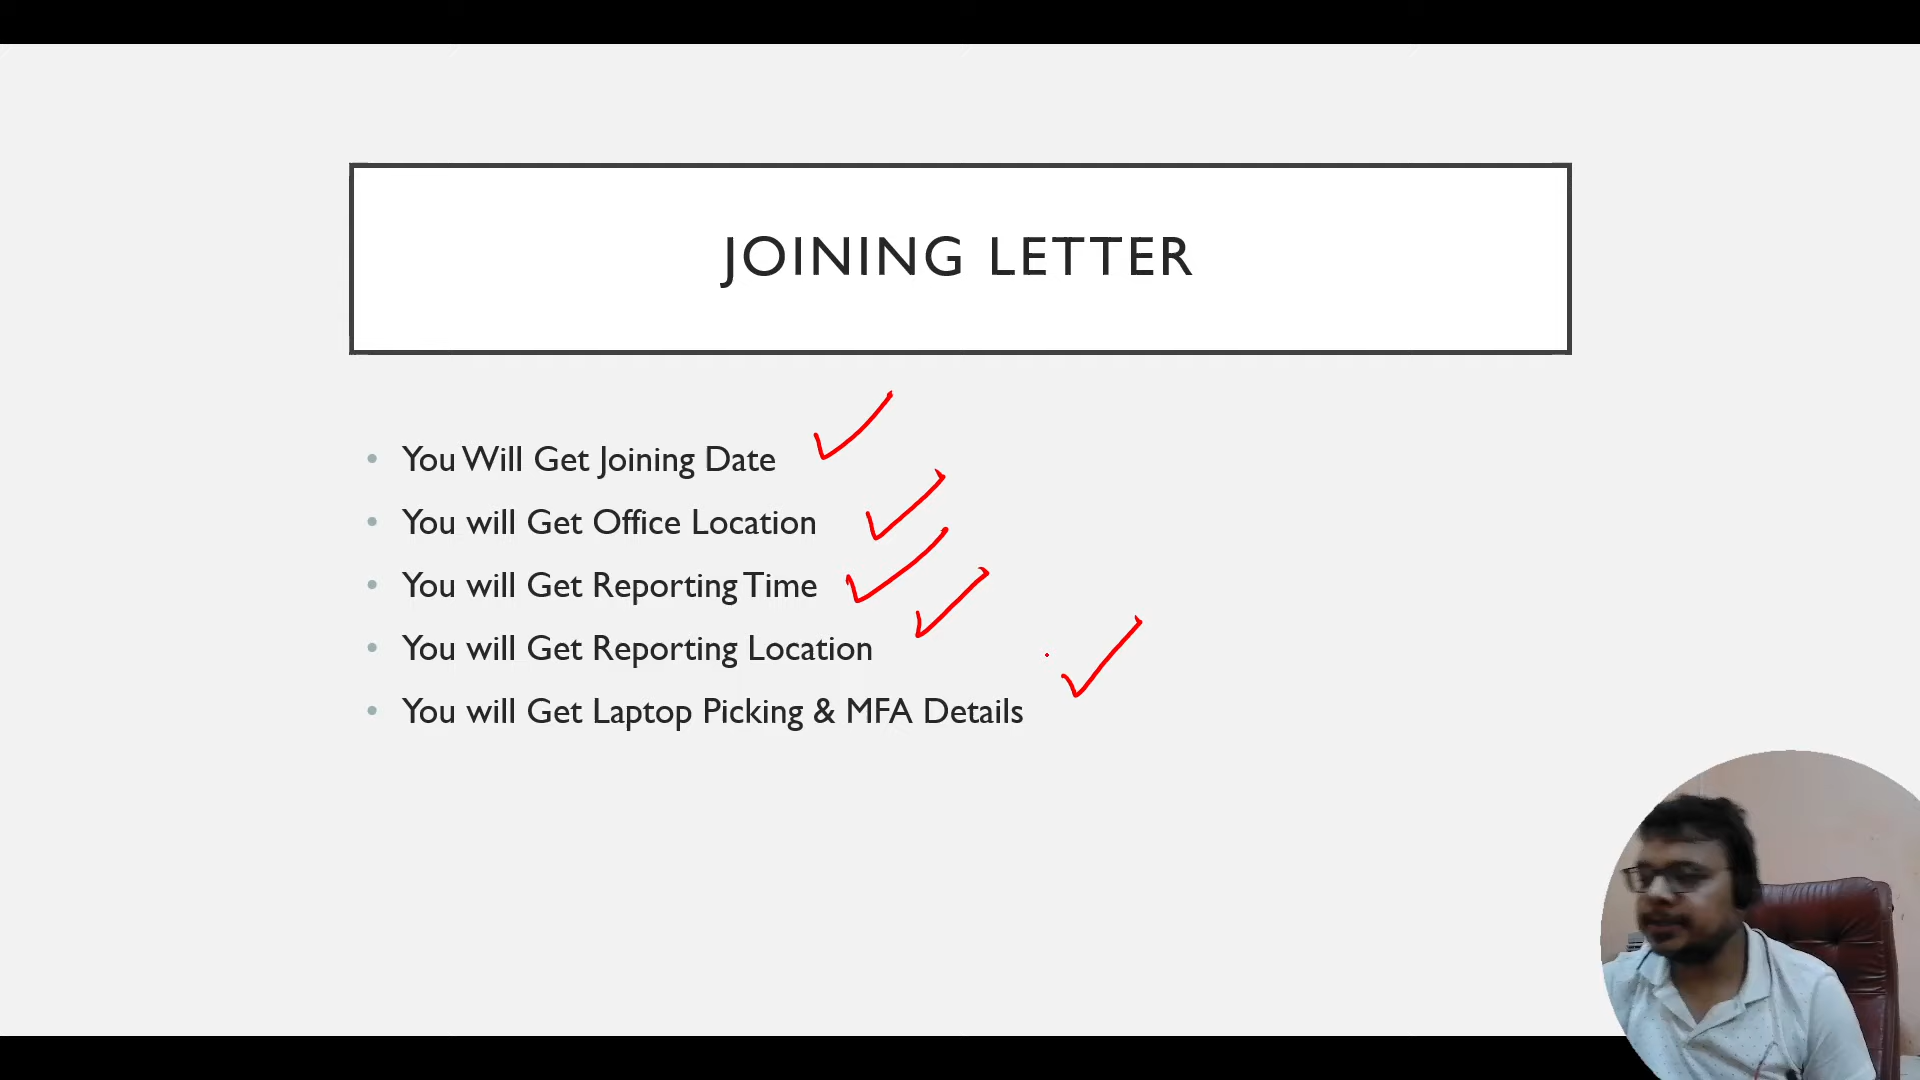 JOINING LETTER
• You Will Get Joining Date
• You will Get Office Location
• You will Get Reporting Time
• You will Get Reporting Location
• You will Get Laptop Picking & MFA Details